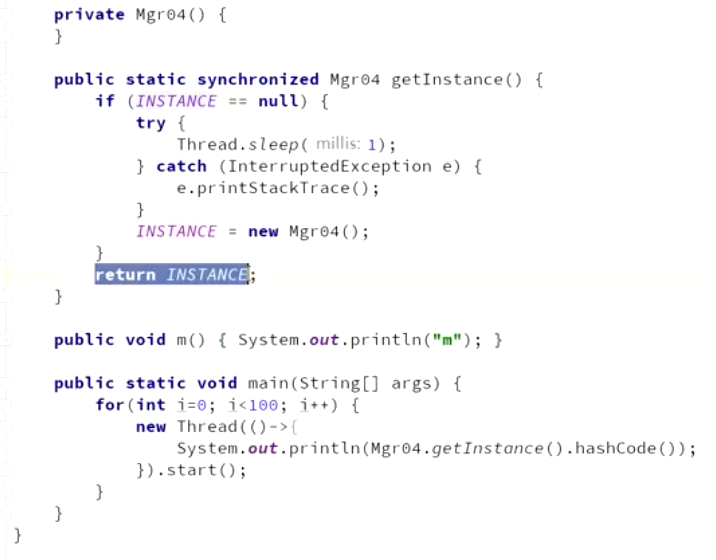 private Mgr04() {
}
public static synchronized Mgr04 getInstance() {
if (INSTANCE == null) {
try {
Thread.sleep( millis: 1);
} catch (InterruptedException e) {
e.printStackTrace();
}
INSTANCE = new Mgr04();
}
return INSTANCE;
}
public void m() { System.out.println("m"); }
public static void main(String[] args) {
for(int i=0; i<100; i++) {
new Thread(()->{
System.out.println(Mgr04.getInstance().hashCode());
}).start();
}
}
}